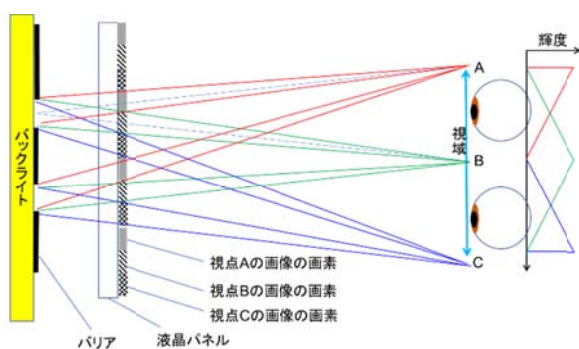 輝度
A
バックライト
視域
B
C
視点Aの画像の画素
視点Bの画像の画素
視点Cの画像の画素
バリア
液晶パネル